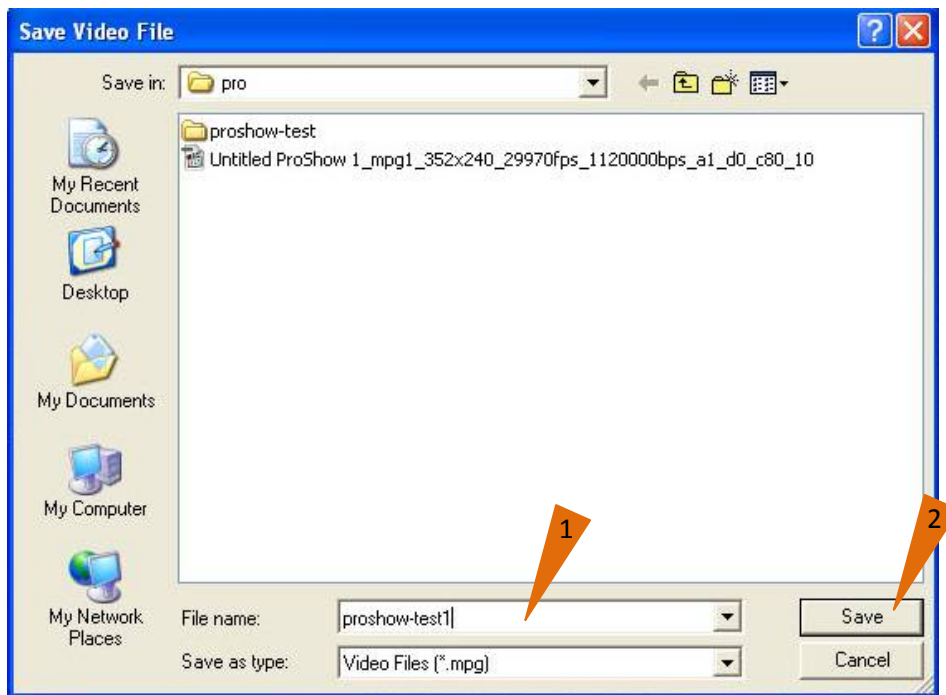 Save Video File
Save in: pro
proshow-test
Untitled ProShow 1_mpg1_352x240_29970fps_1120000bps_a1_d0_c80_10
My Recent
Documents
Desktop
My Documents
My Computer
My Network
Places
1
2
File name: proshow-test1 Save
Save as type: Video Files (*.mpg) Cancel